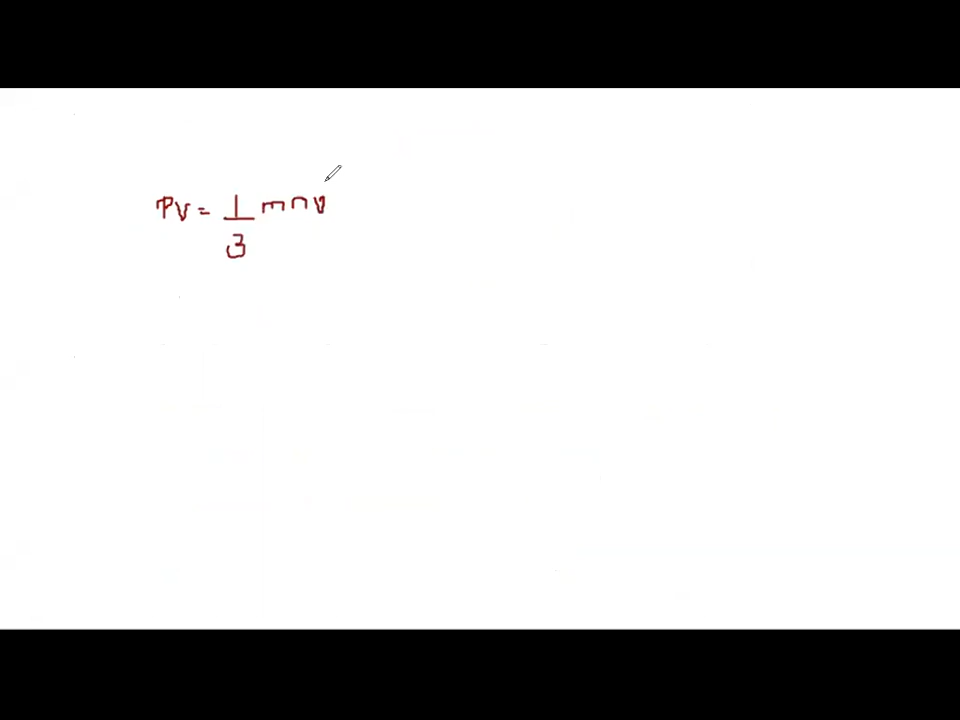 PV = 1/3 mnv